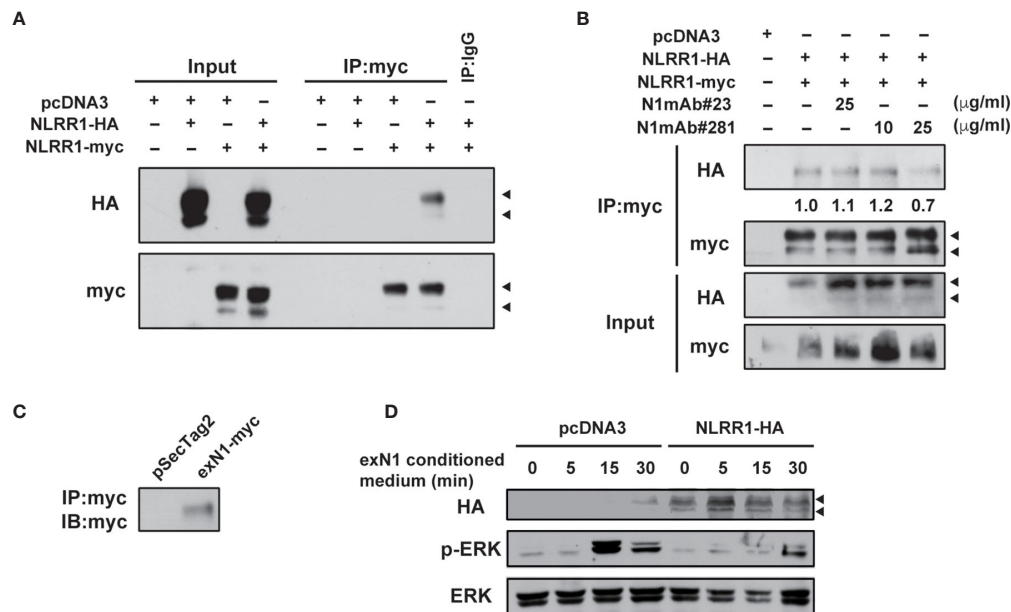 A
Input IP:myc IP:IgG
pcDNA3 + + + – + + + – –
NLRR1-HA – + – + – + – + +
NLRR1-myc – – + + – – + + +
HA
myc
B
pcDNA3 + – – – –
NLRR1-HA – + + + +
NLRR1-myc – + + + +
N1mAb#23 – – 25 – – (μg/ml)
N1mAb#281 – – – 10 25 (μg/ml)
HA
IP:myc
1.0 1.1 1.2 0.7
myc
HA
Input
myc
C
pSecTag2 exN1-myc
IP:myc
IB:myc
D
pcDNA3 NLRR1-HA
exN1 conditioned
medium (min) 0 5 15 30 0 5 15 30
HA
p-ERK
ERK